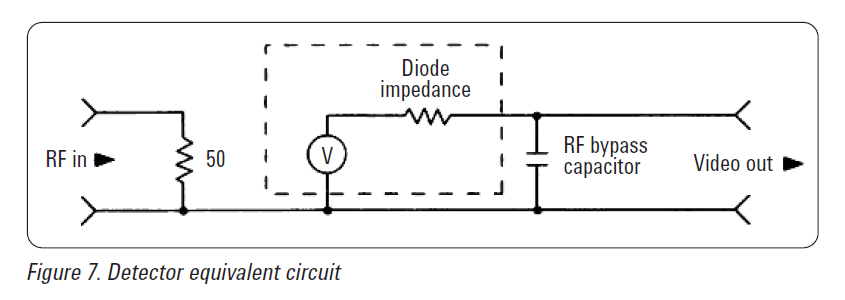 Diode
impedance
RF in
50
V
RF bypass
capacitor
Video out
Figure 7. Detector equivalent circuit